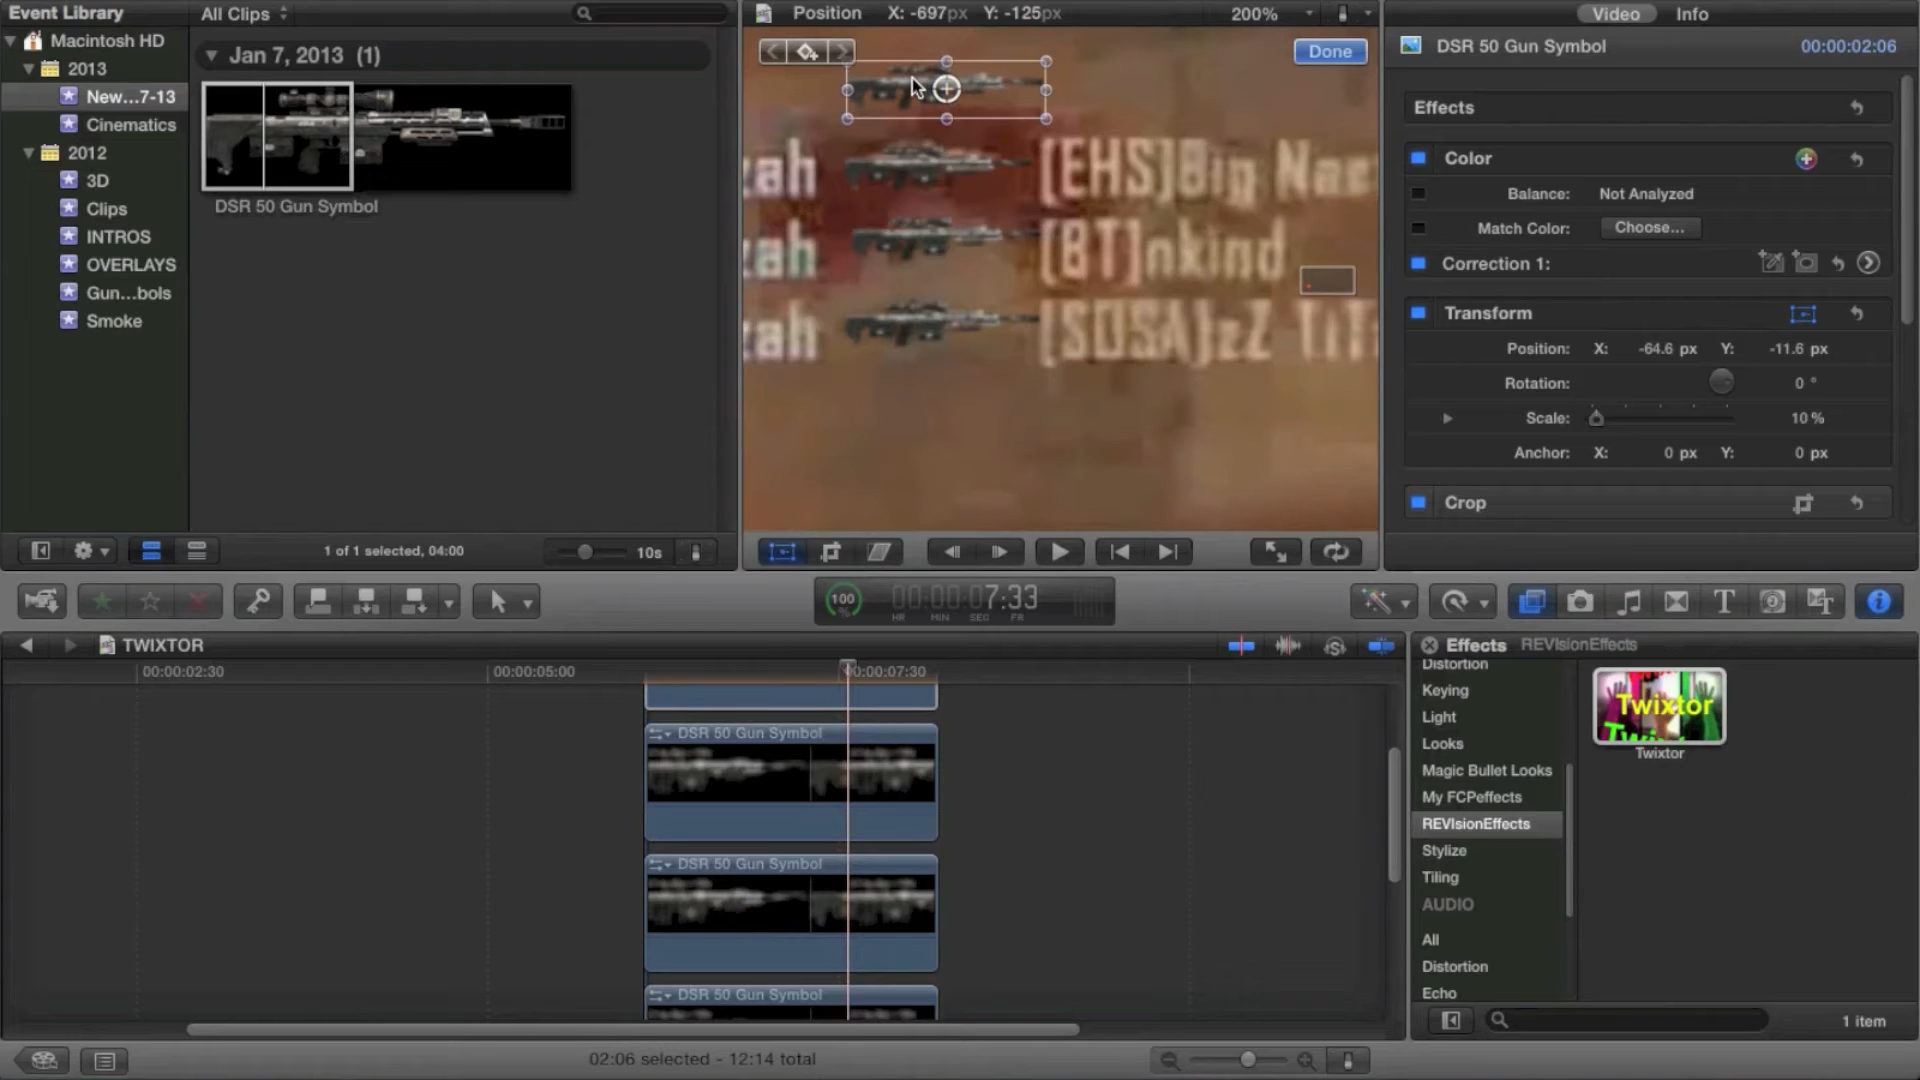 Event Library
All Clips
Position X: -697px Y: -125px
200%
Video Info
Macintosh HD
2013
New...7-13
Cinematics
2012
3D
Clips
INTROS
OVERLAYS
Gun...bols
Smoke
Jan 7, 2013 (1)
DSR 50 Gun Symbol
Done
zah [EHS]Big Nas
zah [BT]nkind
zah [SOSA]zZ TiT
DSR 50 Gun Symbol 00:00:02:06
Effects
Color
Balance: Not Analyzed
Match Color: Choose...
Correction 1:
Transform
Position: X: -64.6 px Y: -11.6 px
Rotation: 0 °
Scale: 10 %
Anchor: X: 0 px Y: 0 px
Crop
1 of 1 selected, 04:00
10s
100 %
00:00:07:33
HR MIN SEC FR
TWIXTOR
00:00:02:30
00:00:05:00
00:00:07:30
DSR 50 Gun Symbol
DSR 50 Gun Symbol
DSR 50 Gun Symbol
Effects REVisionEffects
Distortion
Keying
Light
Looks
Magic Bullet Looks
My FCPeffects
REVisionEffects
Stylize
Tiling
AUDIO
All
Distortion
Echo
Twixtor
Twixtor
1 item
02:06 selected - 12:14 total